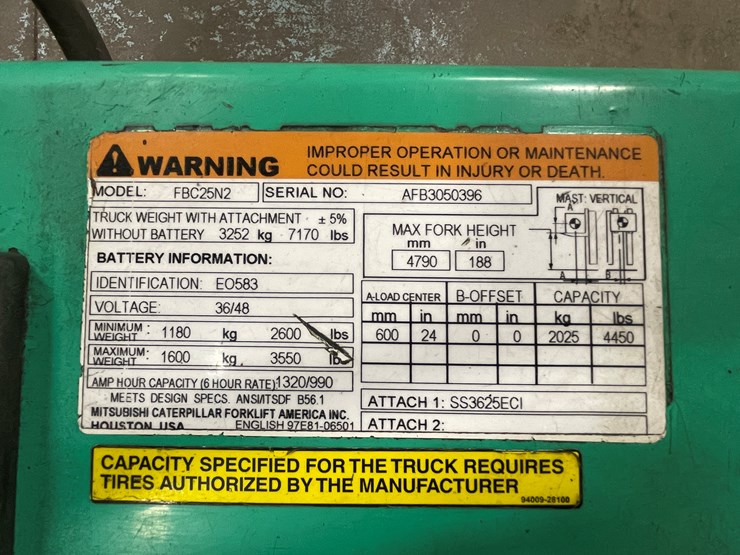 WARNING
IMPROPER OPERATION OR MAINTENANCE
COULD RESULT IN INJURY OR DEATH.
MODEL: FBC25N2 SERIAL NO: AFB3050396
TRUCK WEIGHT WITH ATTACHMENT ± 5%
WITHOUT BATTERY 3252 kg 7170 lbs
BATTERY INFORMATION:
IDENTIFICATION: EO583
VOLTAGE: 36/48
MINIMUM WEIGHT : 1180 kg 2600 lbs
MAXIMUM WEIGHT : 1600 kg 3550 lb
AMP HOUR CAPACITY (6 HOUR RATE): 1320/990
MEETS DESIGN SPECS. ANSI/ITSDF B56.1
MITSUBISHI CATERPILLAR FORKLIFT AMERICA INC.
HOUSTON, USA ENGLISH 97E81-06501
MAX FORK HEIGHT
mm in
4790 188
MAST: VERTICAL
A
A B
A-LOAD CENTER B-OFFSET CAPACITY
mm in mm in kg lbs
600 24 0 0 2025 4450
ATTACH 1: SS3625ECI
ATTACH 2:
CAPACITY SPECIFIED FOR THE TRUCK REQUIRES
TIRES AUTHORIZED BY THE MANUFACTURER
94009-28100